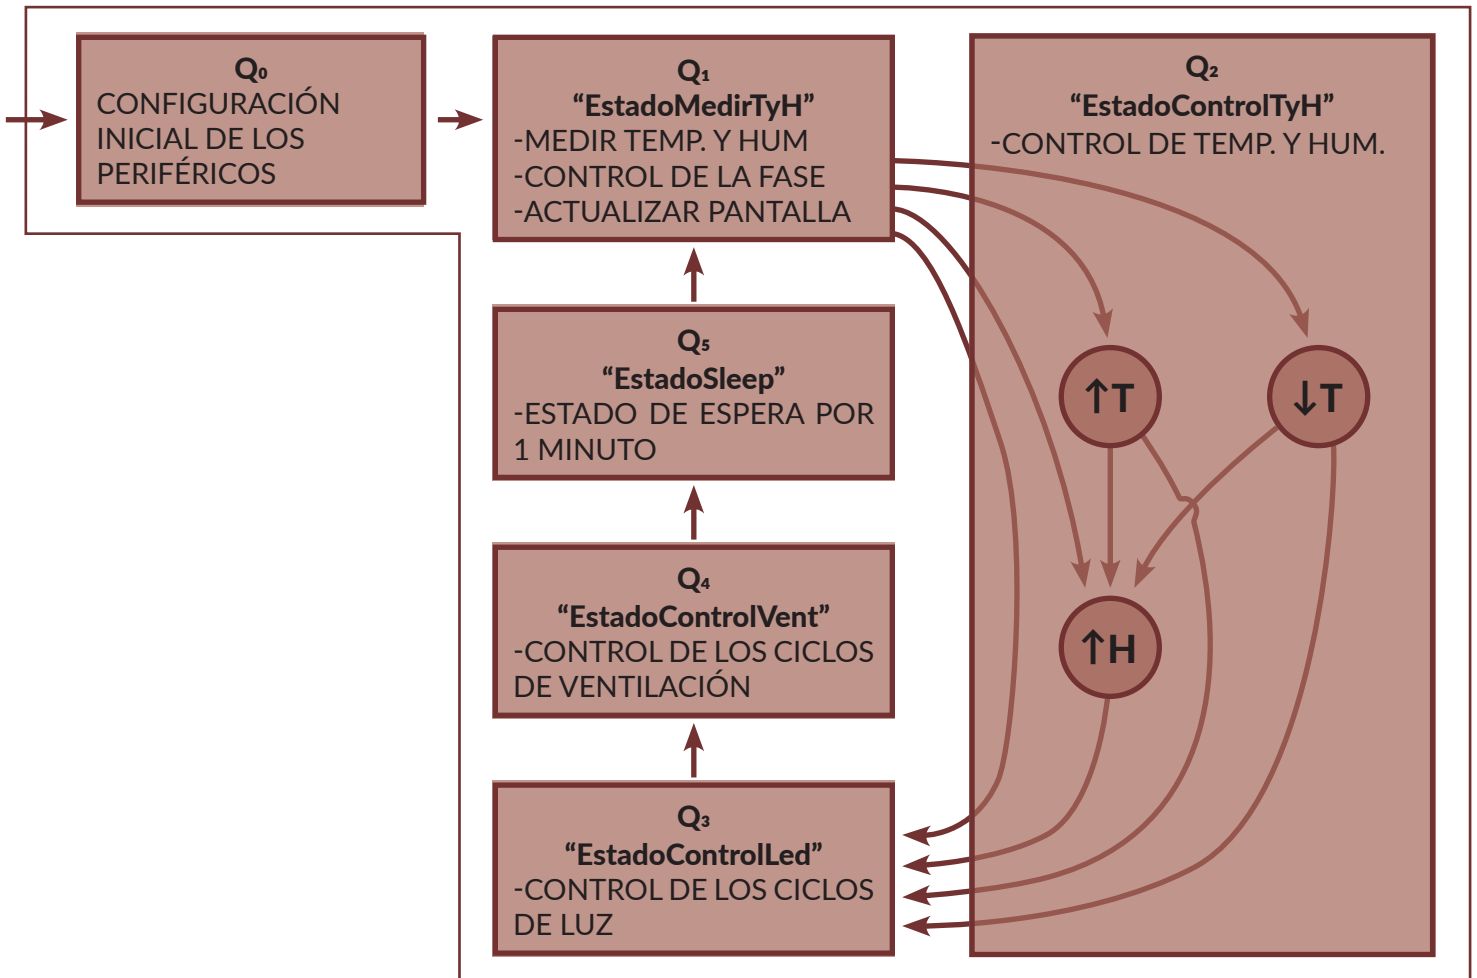 Q₀
CONFIGURACIÓN
INICIAL DE LOS
PERIFÉRICOS
Q₁
“EstadoMedirTyH”
-MEDIR TEMP. Y HUM
-CONTROL DE LA FASE
-ACTUALIZAR PANTALLA
Q₂
“EstadoControlTyH”
-CONTROL DE TEMP. Y HUM.
↑T
↓T
↑H
Q₅
“EstadoSleep”
-ESTADO DE ESPERA POR
1 MINUTO
Q₄
“EstadoControlVent”
-CONTROL DE LOS CICLOS
DE VENTILACIÓN
Q₃
“EstadoControlLed”
-CONTROL DE LOS CICLOS
DE LUZ